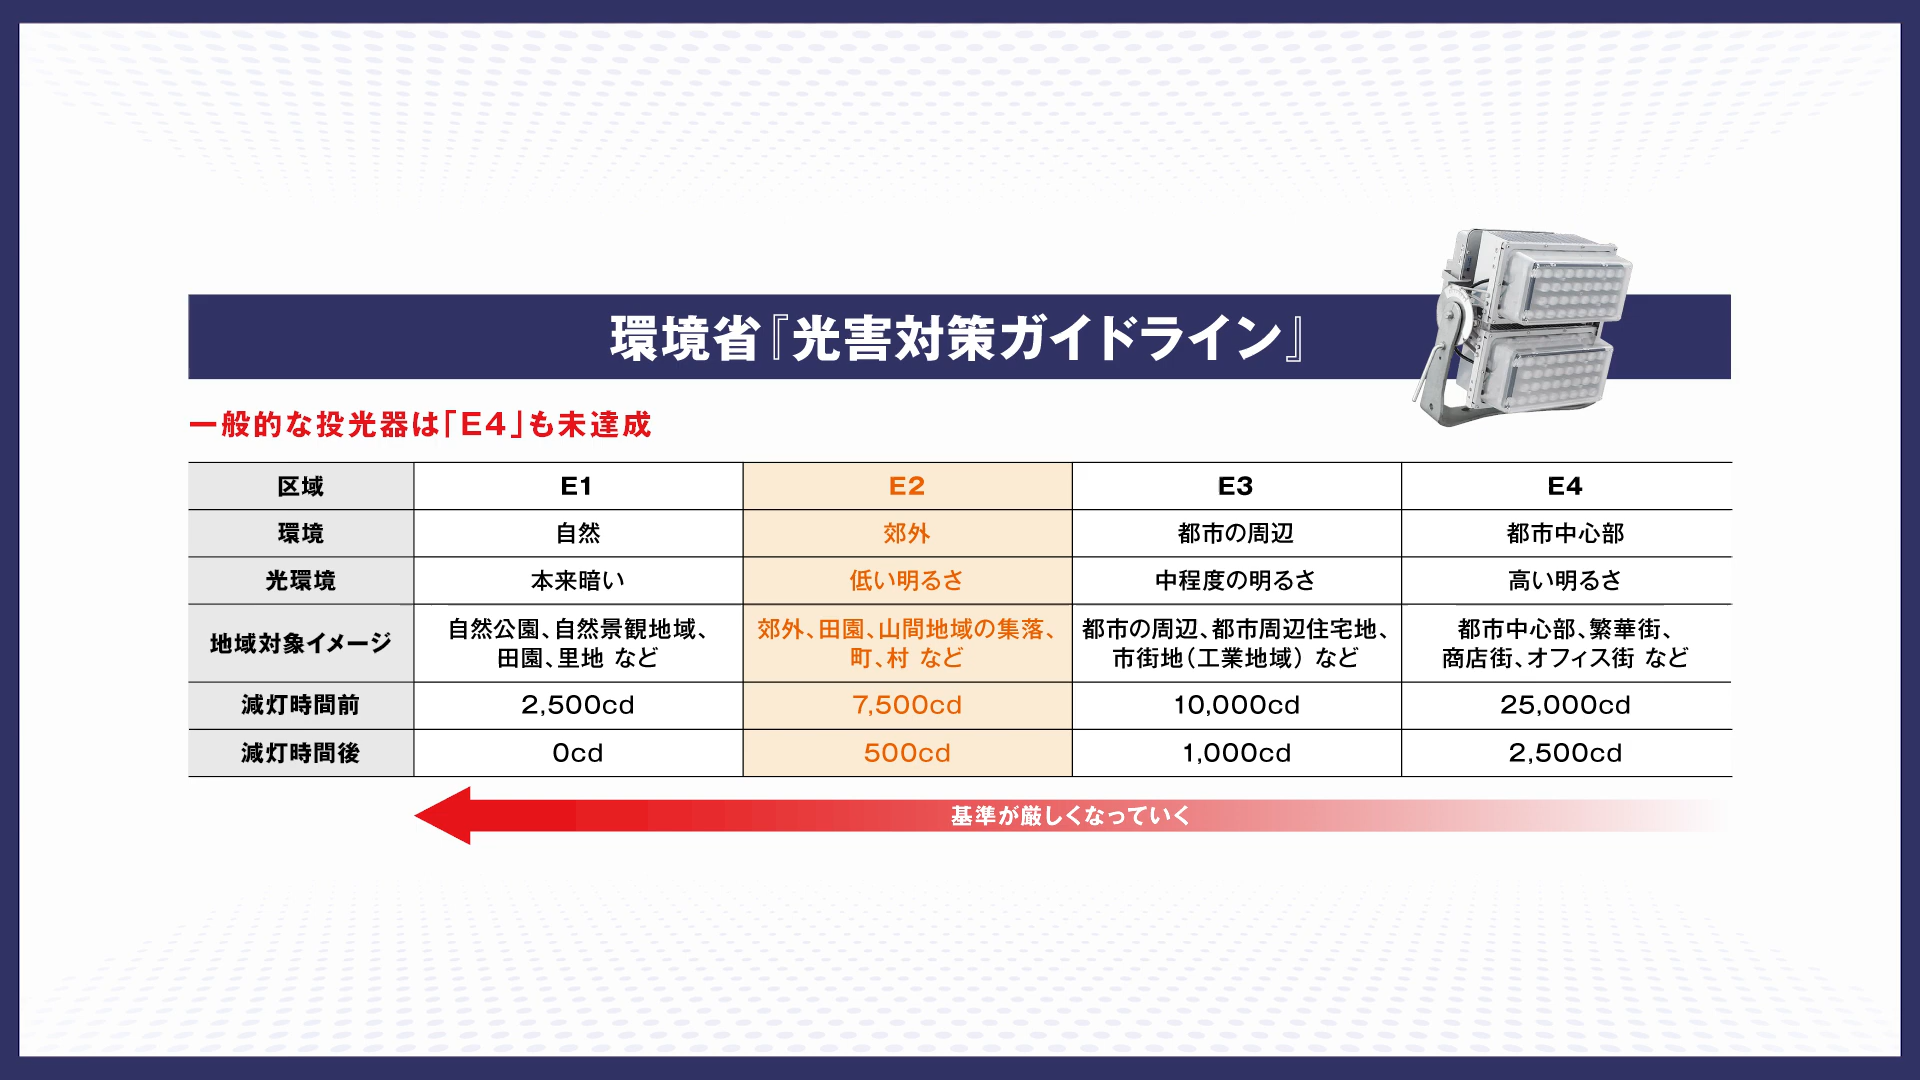 環境省『光害対策ガイドライン』
一般的な投光器は「E4」も未達成
区域 E1 E2 E3 E4
環境 自然 郊外 都市の周辺 都市中心部
光環境 本来暗い 低い明るさ 中程度の明るさ 高い明るさ
地域対象イメージ
自然公園、自然景観地域、
田園、里地 など
郊外、田園、山間地域の集落、
町、村 など
都市の周辺、都市周辺住宅地、
市街地（工業地域） など
都市中心部、繁華街、
商店街、オフィス街 など
減灯時間前 2,500cd 7,500cd 10,000cd 25,000cd
減灯時間後 0cd 500cd 1,000cd 2,500cd
基準が厳しくなっていく